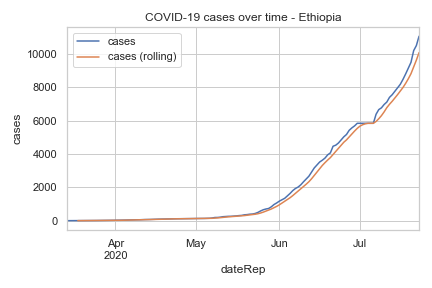 COVID-19 cases over time - Ethiopia
cases
cases (rolling)
10000
8000
6000
4000
2000
0
cases
Apr
2020
May
Jun
Jul
dateRep